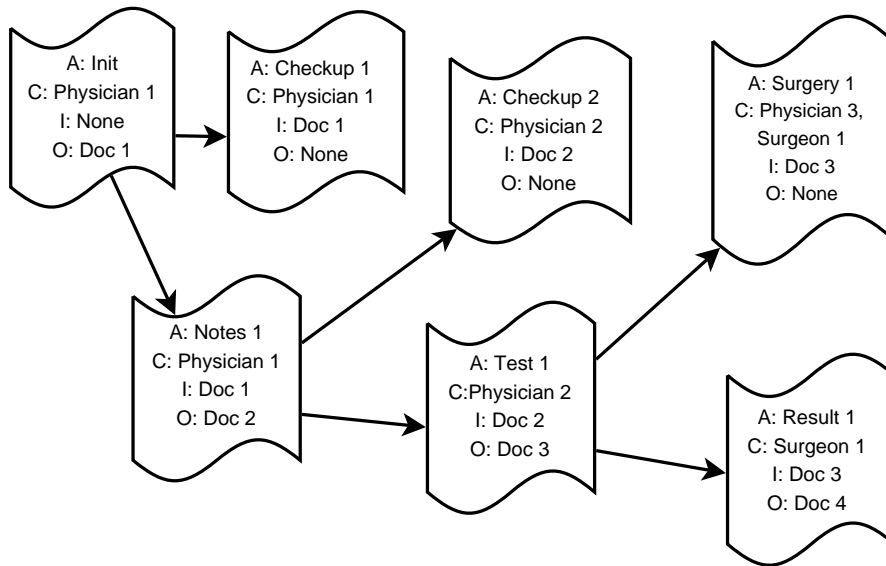 A: Init
C: Physician 1
I: None
O: Doc 1
A: Checkup 1
C: Physician 1
I: Doc 1
O: None
A: Checkup 2
C: Physician 2
I: Doc 2
O: None
A: Surgery 1
C: Physician 3,
Surgeon 1
I: Doc 3
O: None
A: Notes 1
C: Physician 1
I: Doc 1
O: Doc 2
A: Test 1
C:Physician 2
I: Doc 2
O: Doc 3
A: Result 1
C: Surgeon 1
I: Doc 3
O: Doc 4